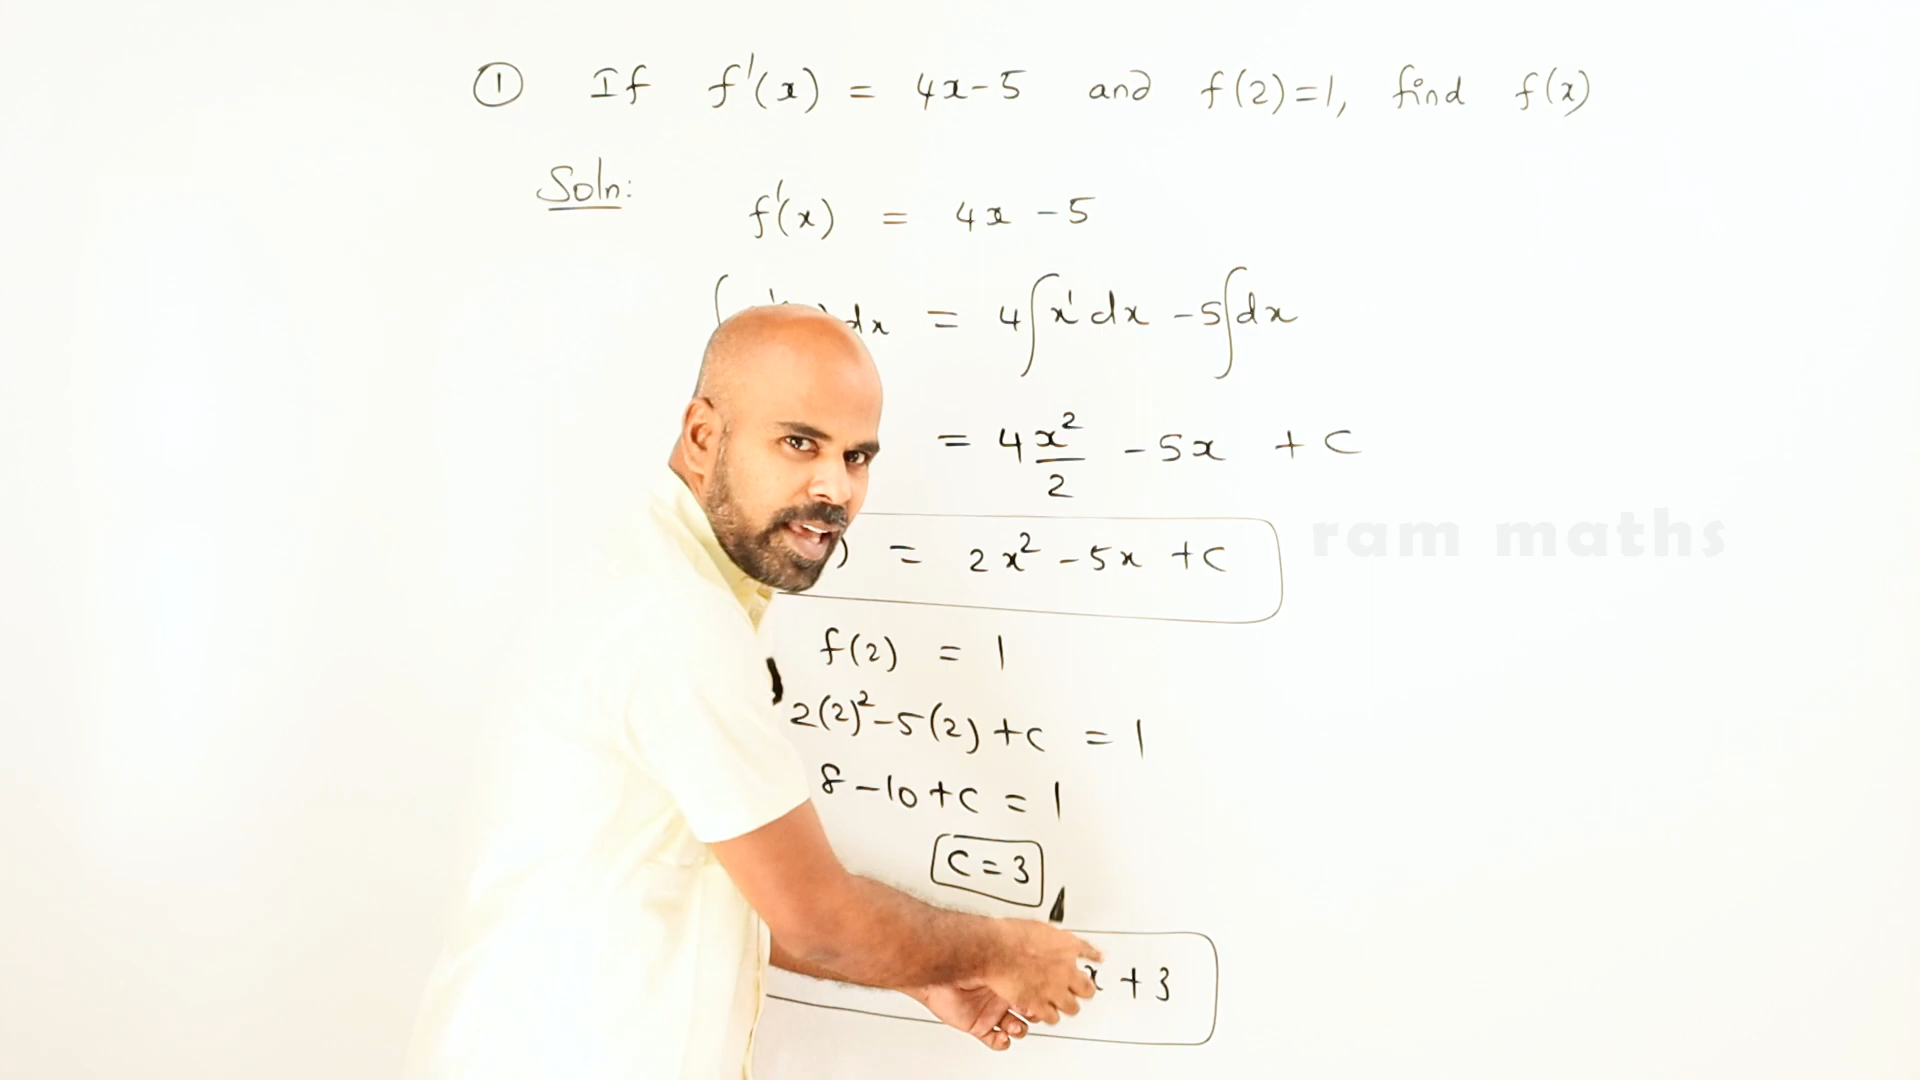 ① If f'(x) = 4x-5 and f(2)=1, find f(x)
Soln:
f'(x) = 4x -5
∫ dx = 4∫x¹dx -5∫dx
= 4x²/2 -5x + C
) = 2x² -5x +C
f(2) = 1
2(2)²-5(2)+C = 1
8-10+C = 1
C=3
x +3
ram maths